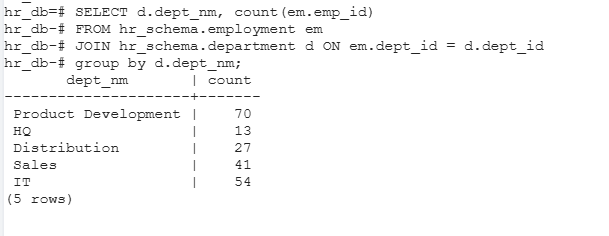 hr_db=# SELECT d.dept_nm, count(em.emp_id)
hr_db-# FROM hr_schema.employment em
hr_db-# JOIN hr_schema.department d ON em.dept_id = d.dept_id
hr_db-# group by d.dept_nm;
dept_nm | count
---------------------+-------
Product Development | 70
HQ | 13
Distribution | 27
Sales | 41
IT | 54
(5 rows)